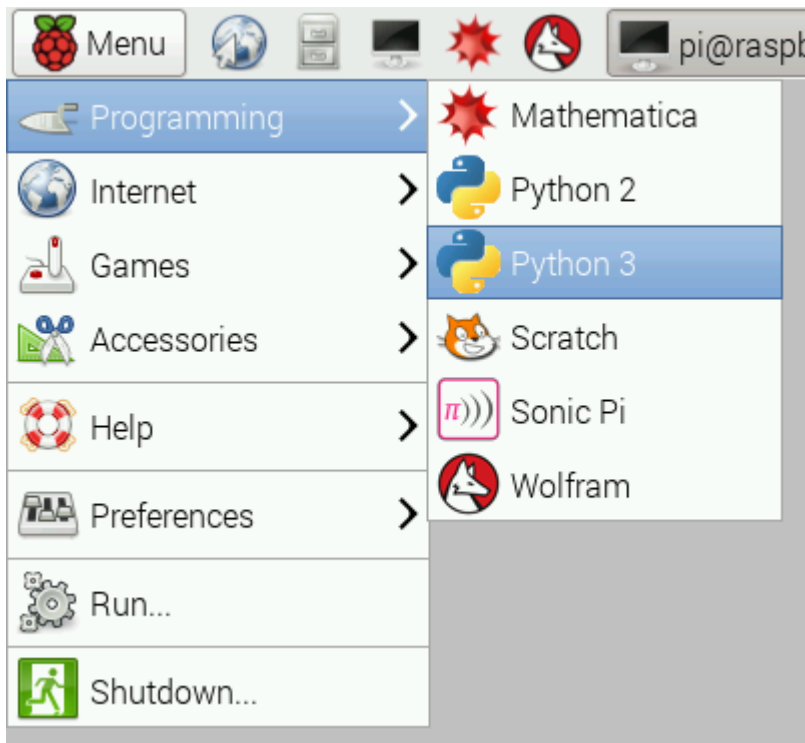 Menu
pi@raspb
Programming
Internet
Games
Accessories
Help
Preferences
Run...
Shutdown...
Mathematica
Python 2
Python 3
Scratch
π)))
Sonic Pi
Wolfram